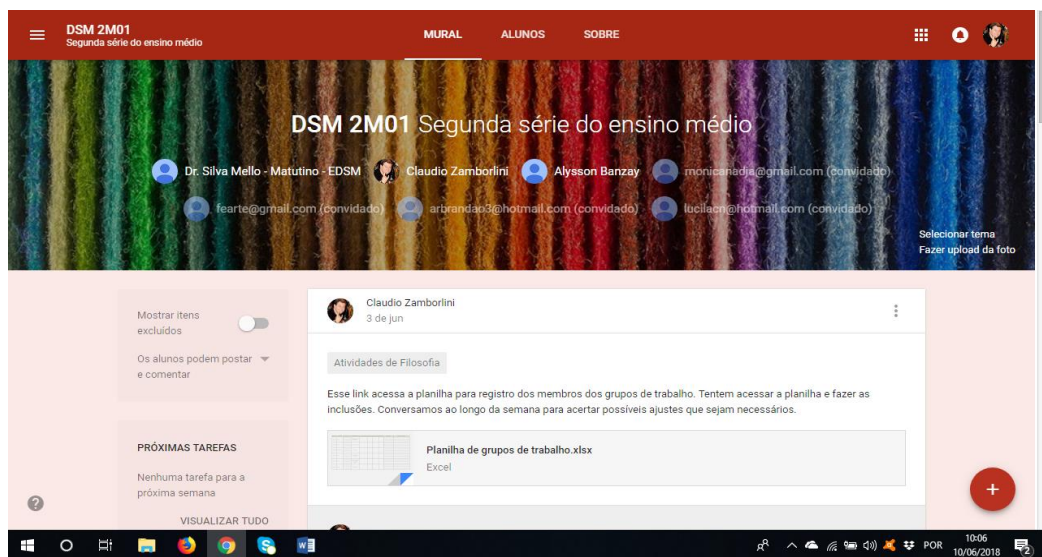 DSM 2M01
Segunda série do ensino médio
MURAL ALUNOS SOBRE
DSM 2M01 Segunda série do ensino médio
Dr. Silva Mello - Matutino - EDSM Claudio Zamborlini Alysson Banzay monicanadja@gmail.com (convidado)
fearte@gmail.com (convidado) arbrandao3@hotmail.com (convidado) lucilacn@hotmail.com (convidado)
Selecionar tema
Fazer upload da foto
Mostrar itens
excluídos
Os alunos podem postar
e comentar
PRÓXIMAS TAREFAS
Nenhuma tarefa para a
próxima semana
VISUALIZAR TUDO
Claudio Zamborlini
3 de jun
Atividades de Filosofia
Esse link acessa a planilha para registro dos membros dos grupos de trabalho. Tentem acessar a planilha e fazer as
inclusões. Conversamos ao longo da semana para acertar possíveis ajustes que sejam necessários.
Planilha de grupos de trabalho.xlsx
Excel
POR
10:06
10/06/2018
2